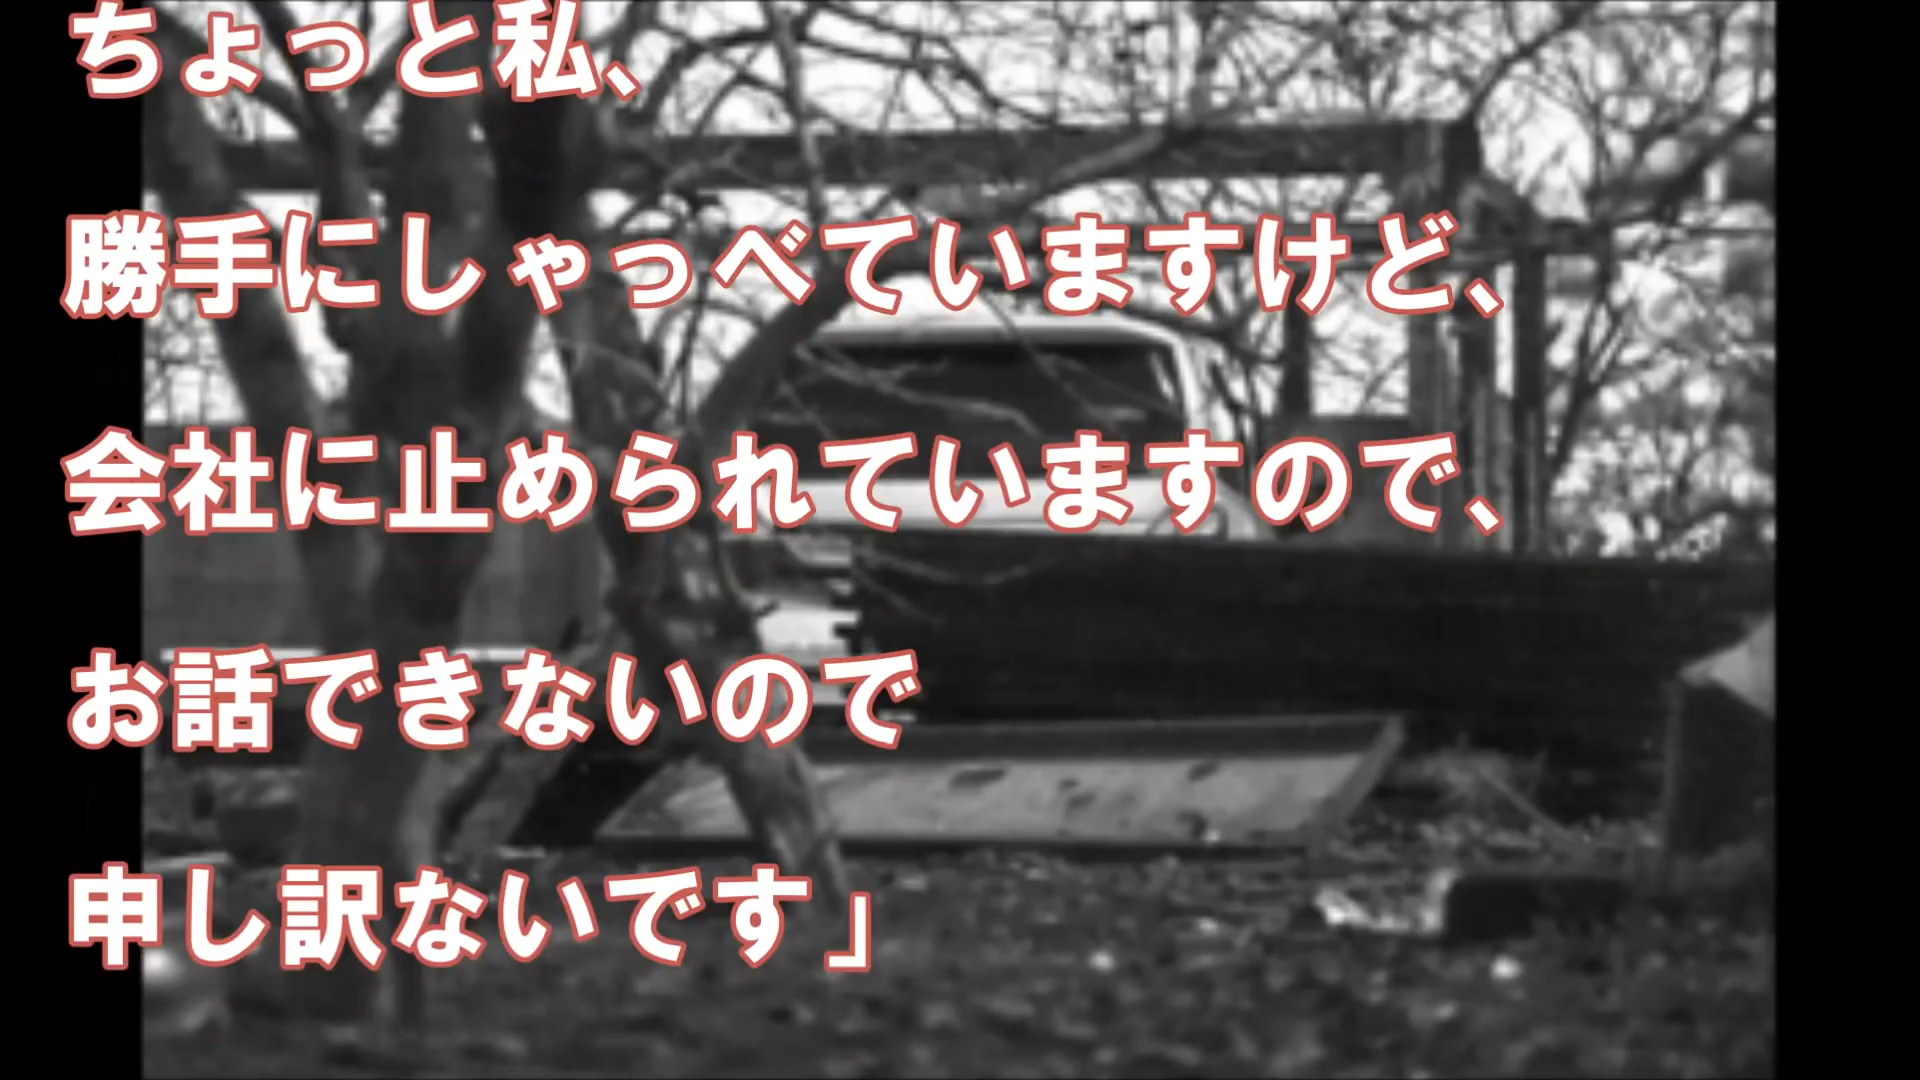 ちょっと私、
勝手にしゃっべていますけど、
会社に止められていますので、
お話できないので
申し訳ないです」